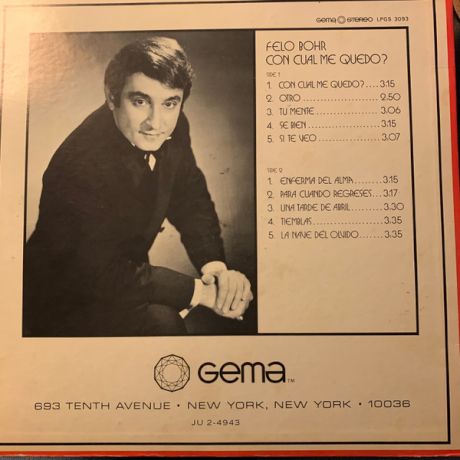 Gema STEREO LPGS 3093
FELO BOHR
CON CUAL ME QUEDO?
SIDE 1
1. CON CUAL ME QUEDO?....3:15
2. OTRO....................2:50
3. TU MENTE................3:06
4. SE BIEN.................3:15
5. SI TE VEO...............3:07
SIDE 2
1. ENFERMA DEL ALMA........3:15
2. PARA CUANDO REGRESES...3:17
3. UNA TARDE DE ABRIL......3:30
4. TIEMBLAS................3:35
5. LA NAVE DEL OLVIDO......3:35
Gema TM
693 TENTH AVENUE • NEW YORK, NEW YORK • 10036
JU 2-4943